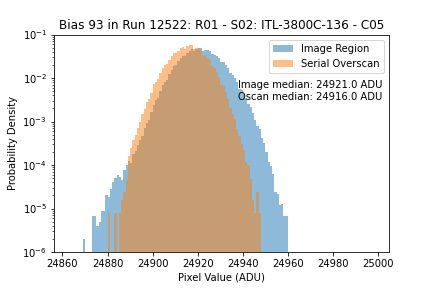 Bias 93 in Run 12522: R01 - S02: ITL-3800C-136 - C05
Image Region
Serial Overscan
Image median: 24921.0 ADU
Oscan median: 24916.0 ADU
Probability Density
10⁻¹
10⁻²
10⁻³
10⁻⁴
10⁻⁵
10⁻⁶
24860 24880 24900 24920 24940 24960 24980 25000
Pixel Value (ADU)